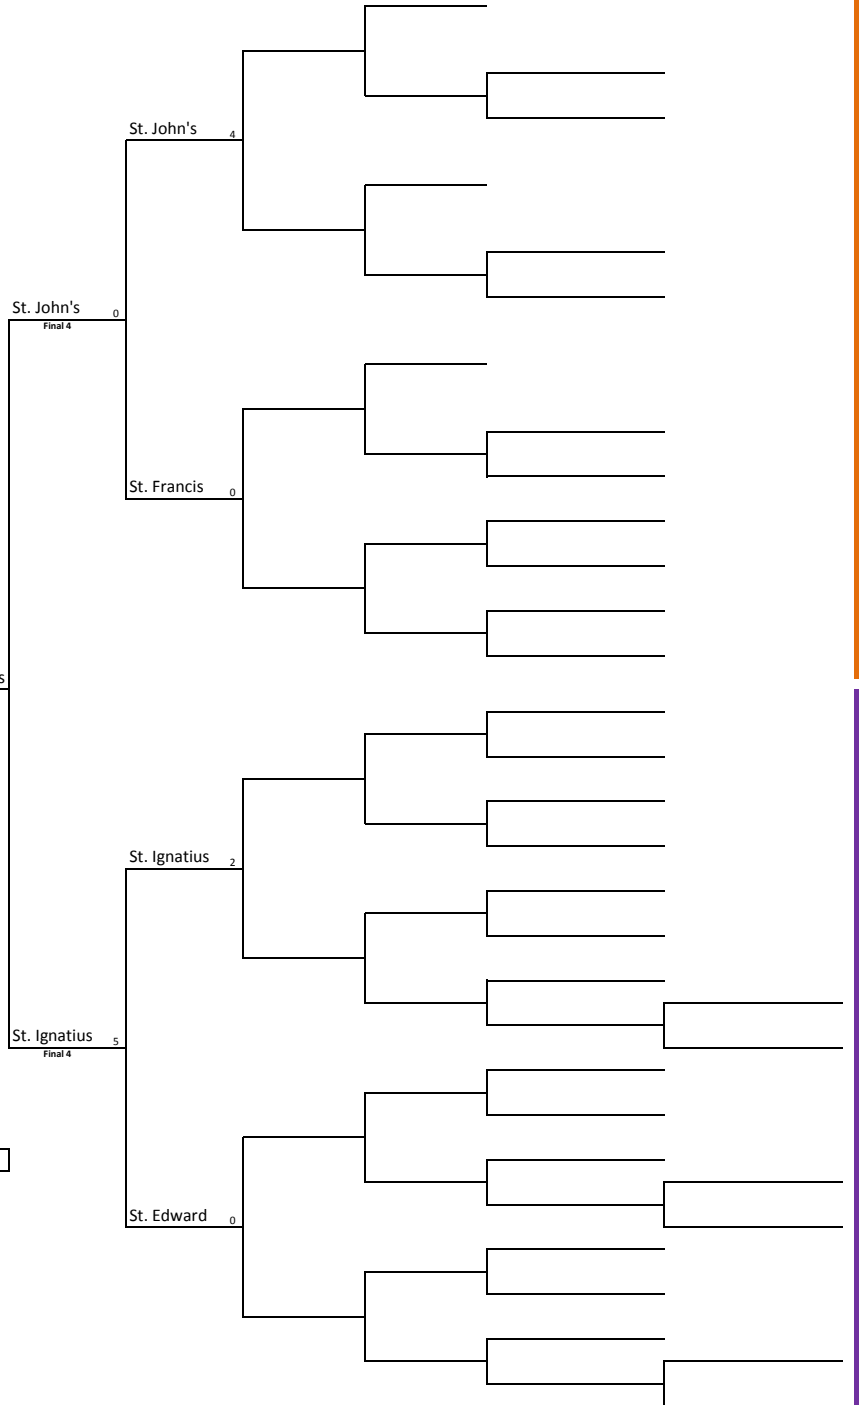 St. John's 4
St. John's 0
Final 4
St. Francis 0
s
St. Ignatius 2
St. Ignatius 5
Final 4
St. Edward 0